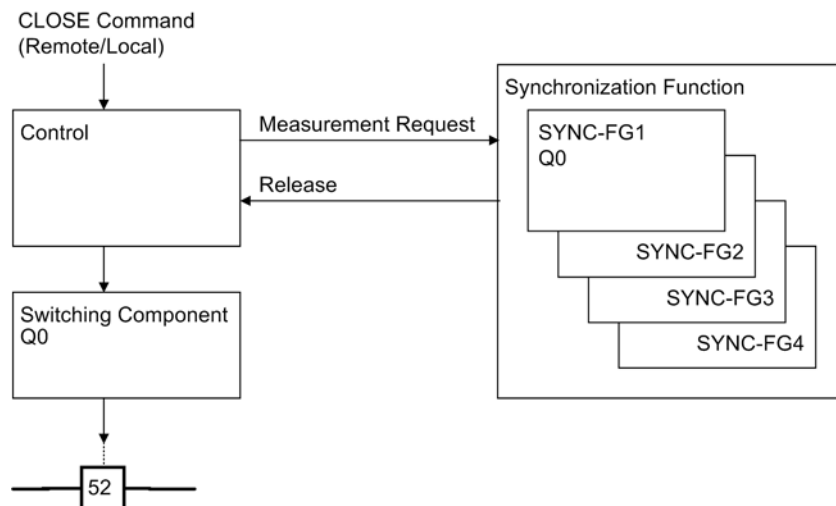 CLOSE Command
(Remote/Local)
Control
Measurement Request
Release
Switching Component
Q0
52
Synchronization Function
SYNC-FG1
Q0
SYNC-FG2
SYNC-FG3
SYNC-FG4